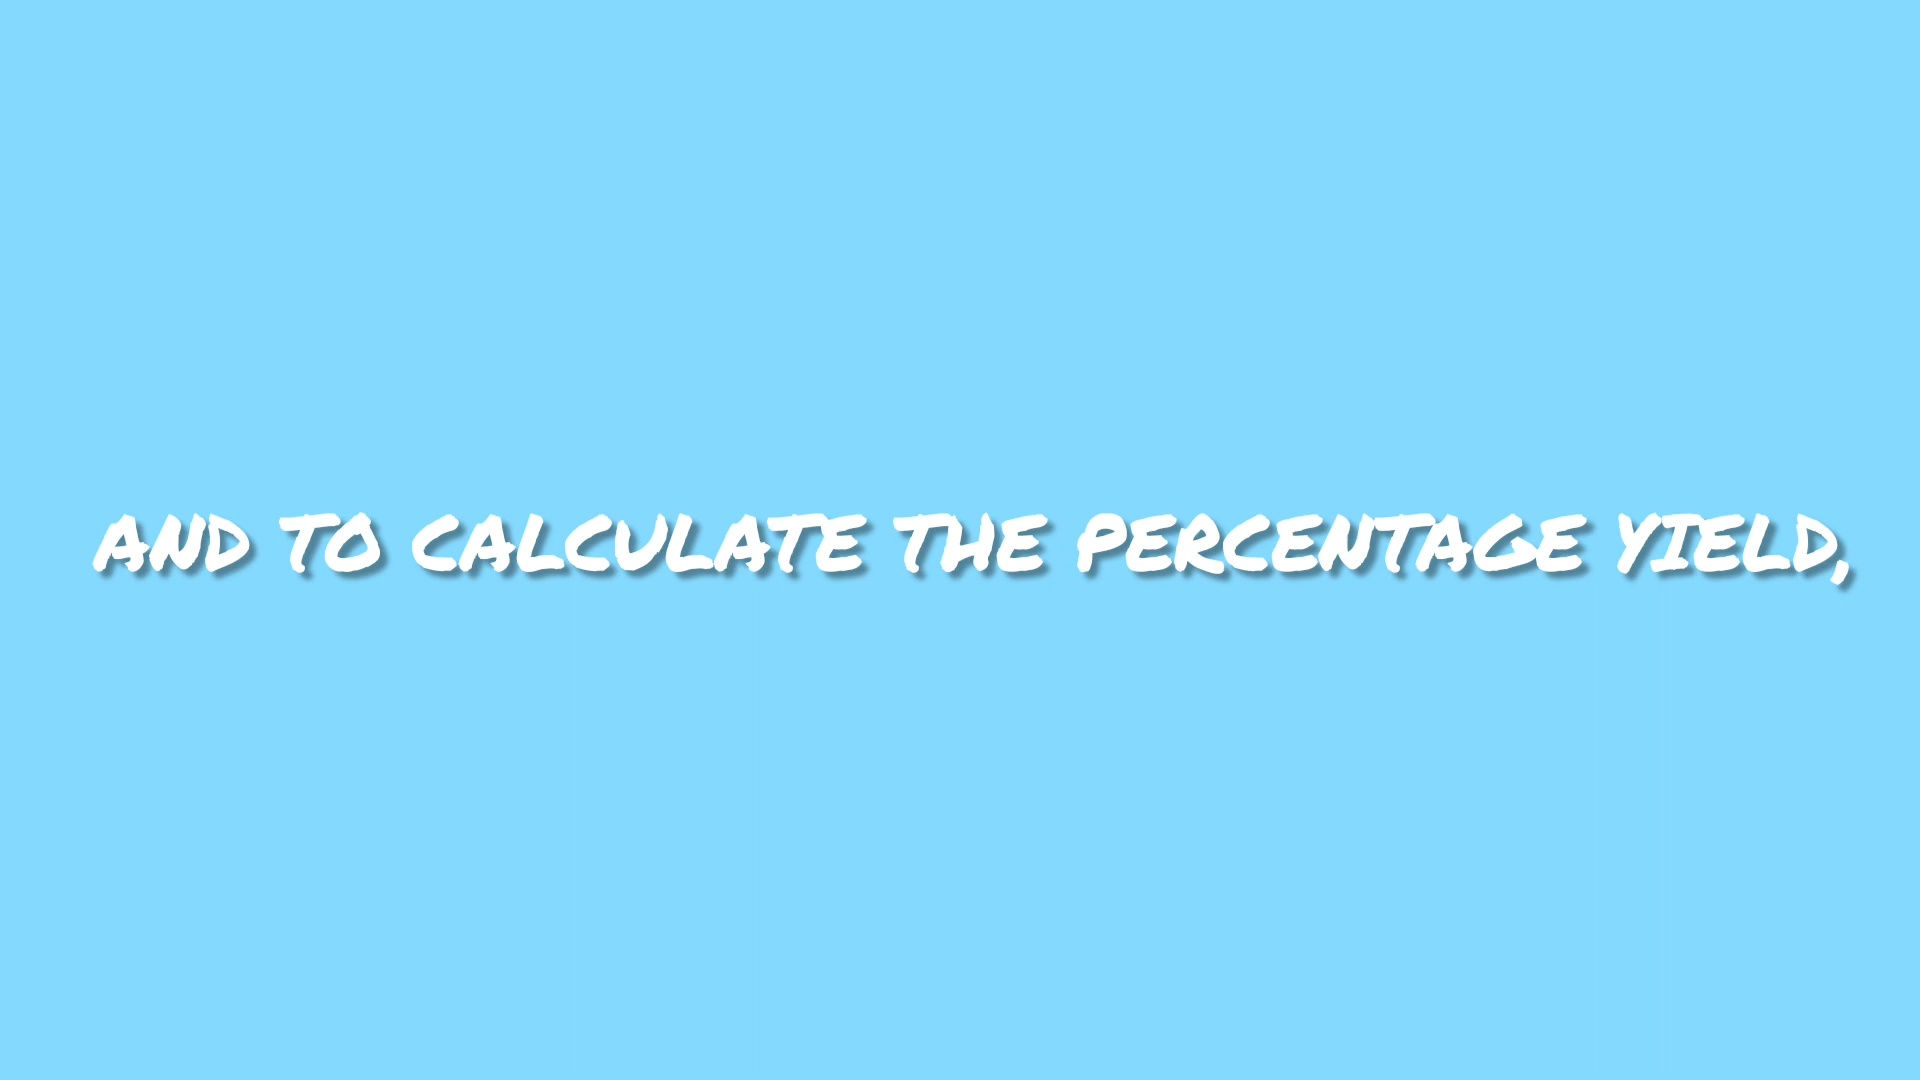 AND TO CALCULATE THE PERCENTAGE YIELD,